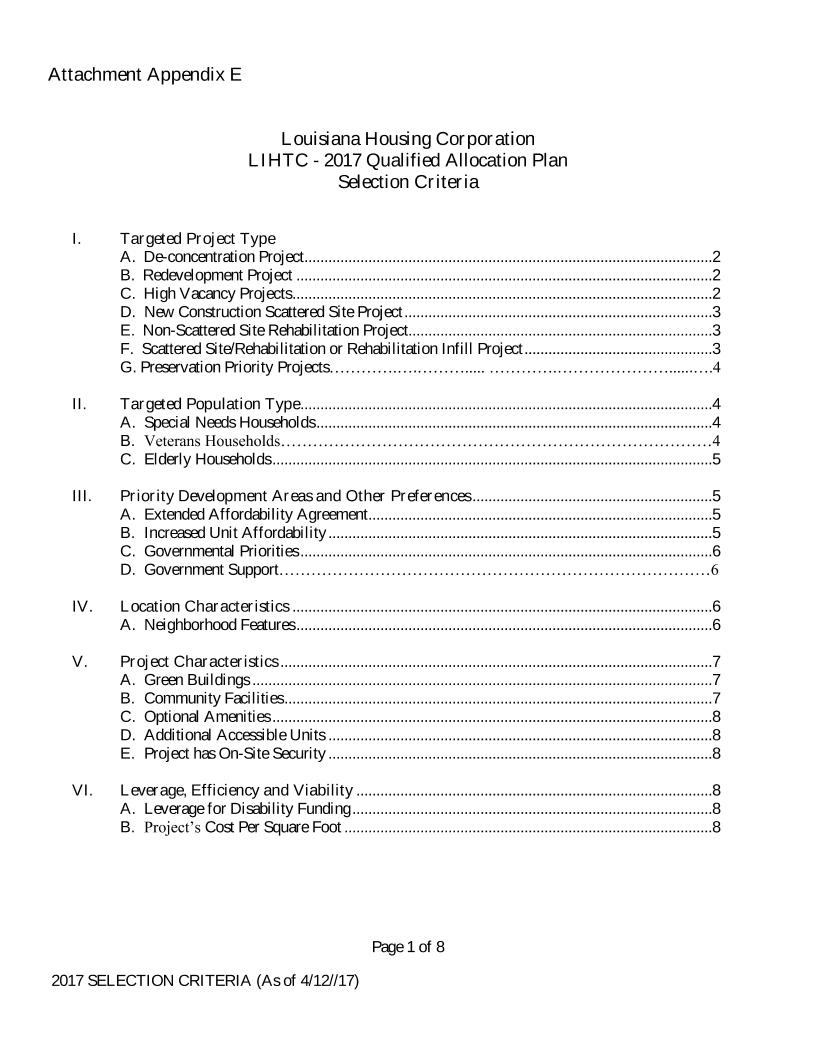 Attachment Appendix E
Louisiana Housing Corporation
LIHTC - 2017 Qualified Allocation Plan
Selection Criteria
I. Targeted Project Type
A. De-concentration Project....................................................................................................2
B. Redevelopment Project ....................................................................................................2
C. High Vacancy Projects....................................................................................................2
D. New Construction Scattered Site Project............................................................................3
E. Non-Scattered Site Rehabilitation Project...........................................................................3
F. Scattered Site/Rehabilitation or Rehabilitation Infill Project...............................................3
G. Preservation Priority Projects………….….………..... ………….…………………......….4
II. Targeted Population Type....................................................................................................4
A. Special Needs Households..................................................................................................4
B. Veterans Households………………………………………………………………………4
C. Elderly Households............................................................................................................5
III. Priority Development Areas and Other Preferences............................................................5
A. Extended Affordability Agreement.....................................................................................5
B. Increased Unit Affordability...............................................................................................5
C. Governmental Priorities......................................................................................................6
D. Government Support………………………………………………………………………6
IV. Location Characteristics ........................................................................................................6
A. Neighborhood Features.......................................................................................................6
V. Project Characteristics...........................................................................................................7
A. Green Buildings..................................................................................................................7
B. Community Facilities..........................................................................................................7
C. Optional Amenities.............................................................................................................8
D. Additional Accessible Units ...............................................................................................8
E. Project has On-Site Security ...............................................................................................8
VI. Leverage, Efficiency and Viability ........................................................................................8
A. Leverage for Disability Funding.........................................................................................8
B. Project’s Cost Per Square Foot ...........................................................................................8
Page 1 of 8
2017 SELECTION CRITERIA (As of 4/12//17)